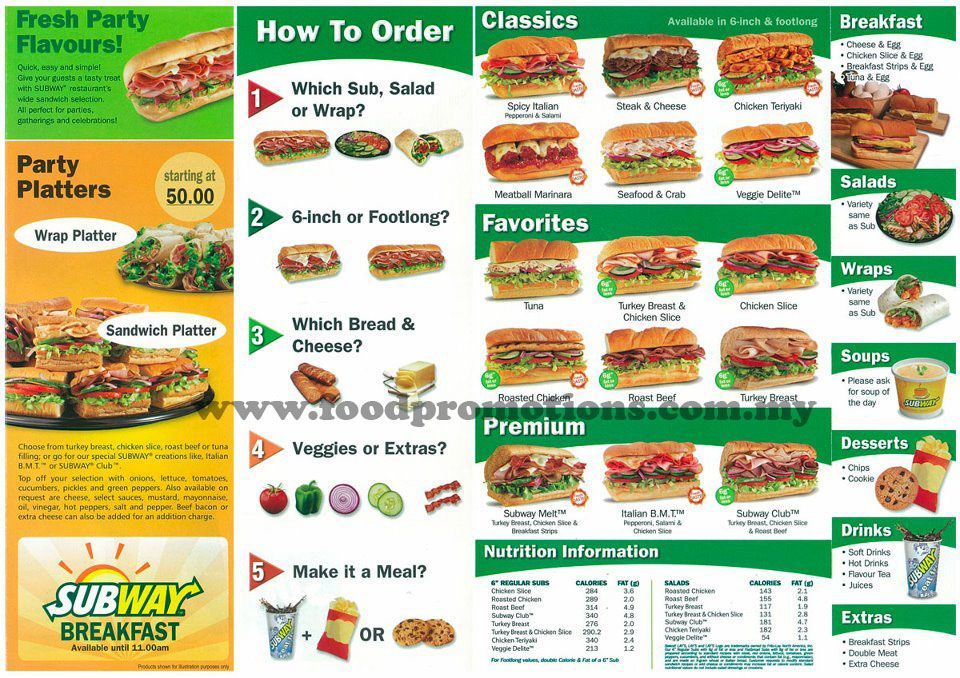 Fresh Party
Flavours!
Quick, easy and simple!
Give your guests a tasty treat
with SUBWAY® restaurant's
wide sandwich selection.
All perfect for parties,
gatherings and celebrations!
Party
Platters
starting at
50.00
Wrap Platter
Sandwich Platter
Choose from turkey breast, chicken slice, roast beef or tuna
filling; or go for our special SUBWAY® creations like, Italian
B.M.T.™ or SUBWAY® Club™.
Top off your selection with onions, lettuce, tomatoes,
cucumbers, pickles and green peppers. Also available on
request are cheese, select sauces, mustard, mayonnaise,
oil, vinegar, hot peppers, salt and pepper. Beef bacon or
extra cheese can also be added for an addition charge.
SUBWAY
BREAKFAST
Available until 11.00am
Products shown for illustration purposes only
How To Order
1 Which Sub, Salad
or Wrap?
2 6-inch or Footlong?
3 Which Bread &
Cheese?
4 Veggies or Extras?
5 Make it a Meal?
+ OR
Classics Available in 6-inch & footlong
Spicy Italian
Pepperoni & Salami
Steak & Cheese
Chicken Teriyaki
Meatball Marinara
Seafood & Crab
Veggie Delite™
Favorites
Tuna
Turkey Breast &
Chicken Slice
Chicken Slice
Roasted Chicken
Roast Beef
Turkey Breast
www.foodpromotions.com.my
Premium
Subway Melt™
Turkey Breast, Chicken Slice &
Breakfast Strips
Italian B.M.T.™
Pepperoni, Salami &
Chicken Slice
Subway Club™
Turkey Breast, Chicken Slice
& Roast Beef
Nutrition Information
6" REGULAR SUBS CALORIES FAT (g)
Chicken Slice 284 3.6
Roasted Chicken 289 2.0
Roast Beef 314 4.9
Subway Club™ 340 4.8
Turkey Breast 276 2.0
Turkey Breast & Chicken Slice 290.2 2.9
Chicken Teriyaki 340 2.4
Veggie Delite™ 213 1.2
For Footlong values, double Calorie & Fat of a 6" Sub
SALADS CALORIES FAT (g)
Roasted Chicken 143 2.1
Roast Beef 155 4.8
Turkey Breast 117 1.9
Turkey Breast & Chicken Slice 131 2.8
Subway Club™ 181 4.7
Chicken Teriyaki 182 2.3
Veggie Delite™ 54 1.1
Breakfast
• Cheese & Egg
• Chicken Slice & Egg
• Breakfast Strips & Egg
• Tuna & Egg
Salads
• Variety
same
as Sub
Wraps
• Variety
same
as Sub
Soups
• Please ask
for soup of
the day
SUBWAY
Desserts
• Chips
• Cookie
Drinks
• Soft Drinks
• Hot Drinks
• Flavour Tea
• Juices
Extras
• Breakfast Strips
• Double Meat
• Extra Cheese